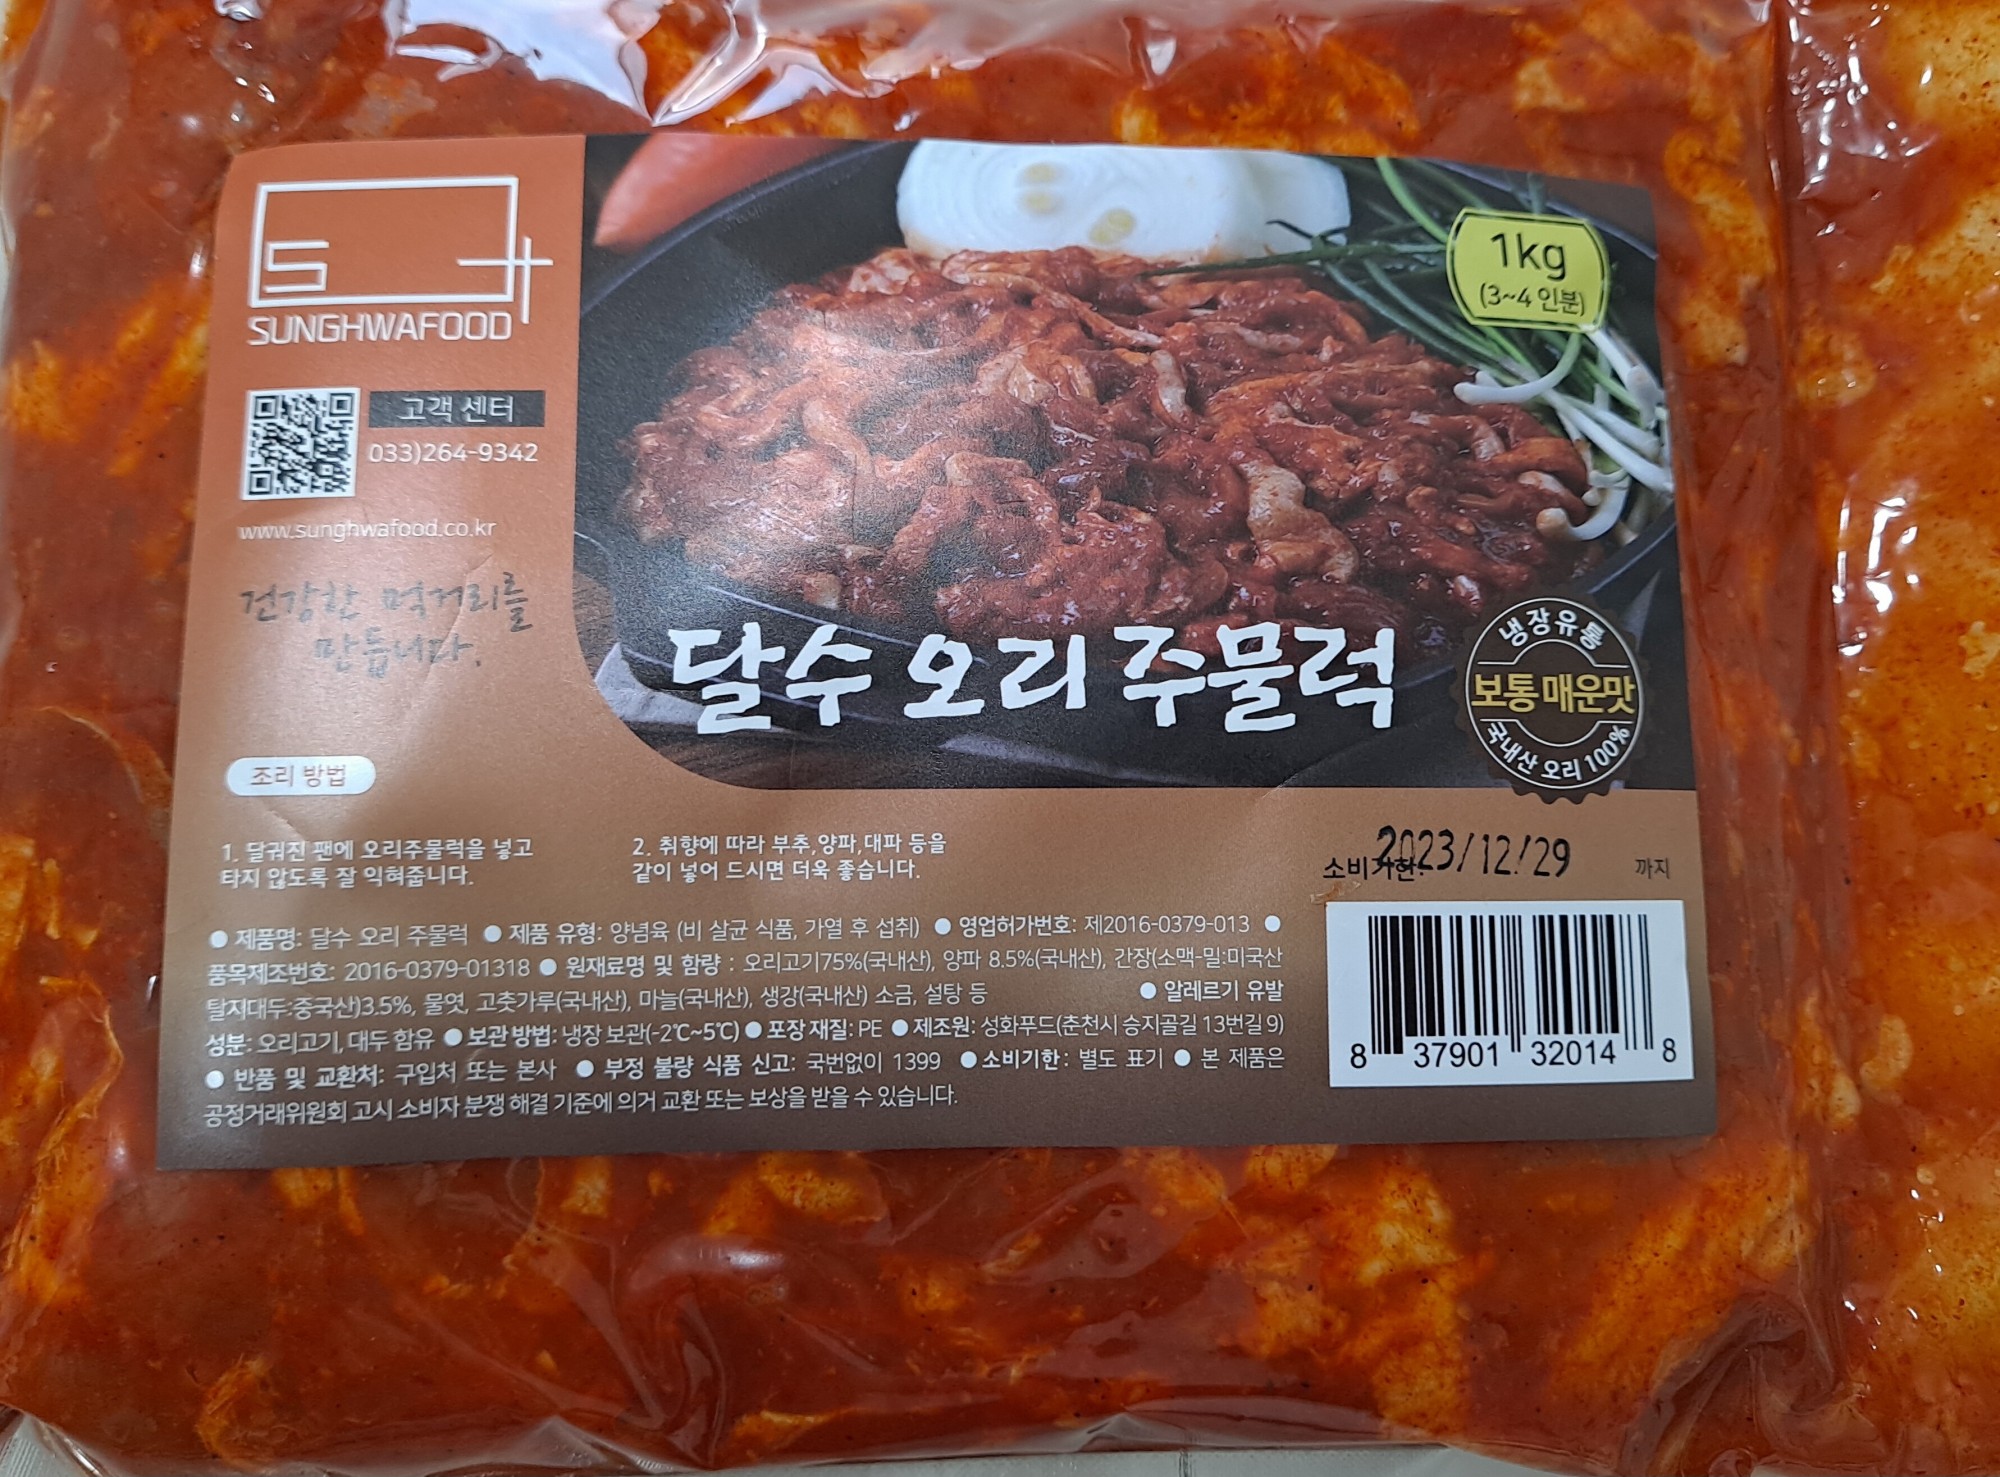 S
SUNGHWAFOOD
고객 센터
033)264-9342
www.sunghwafood.co.kr
건강한 먹거리를
만듭니다.
1kg
(3~4 인분)
달수 오리 주물럭
냉장유통
보통 매운맛
국내산 오리 100%
조리 방법
1. 달궈진 팬에 오리주물럭을 넣고
타지 않도록 잘 익혀줍니다.
2. 취향에 따라 부추,양파,대파 등을
같이 넣어 드시면 더욱 좋습니다.
소비기한: 2023/12/29 까지
● 제품명: 달수 오리 주물럭 ● 제품 유형: 양념육 (비 살균 식품, 가열 후 섭취) ● 영업허가번호: 제2016-0379-013 ●
품목제조번호: 2016-0379-01318 ● 원재료명 및 함량 : 오리고기75%(국내산), 양파 8.5%(국내산), 간장(소맥-밀:미국산
탈지대두:중국산)3.5%, 물엿, 고춧가루(국내산), 마늘(국내산), 생강(국내산) 소금, 설탕 등 ● 알레르기 유발
성분: 오리고기, 대두 함유 ● 보관 방법: 냉장 보관(-2℃~5℃) ● 포장 재질: PE ● 제조원: 성화푸드(춘천시 승지골길 13번길 9)
● 반품 및 교환처: 구입처 또는 본사 ● 부정 불량 식품 신고: 국번없이 1399 ● 소비기한: 별도 표기 ● 본 제품은
공정거래위원회 고시 소비자 분쟁 해결 기준에 의거 교환 또는 보상을 받을 수 있습니다.
8 37901 32014 8